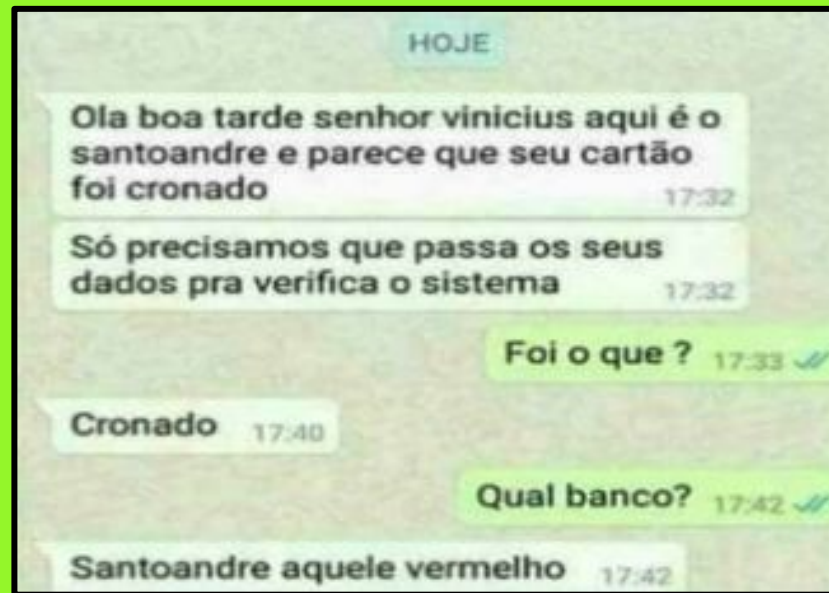 HOJE
Ola boa tarde senhor vinicius aqui é o
santoandre e parece que seu cartão
foi cronado
17:32
Só precisamos que passa os seus
dados pra verifica o sistema
17:32
Foi o que ? 17:33
Cronado 17:40
Qual banco? 17:42
Santoandre aquele vermelho 17:42